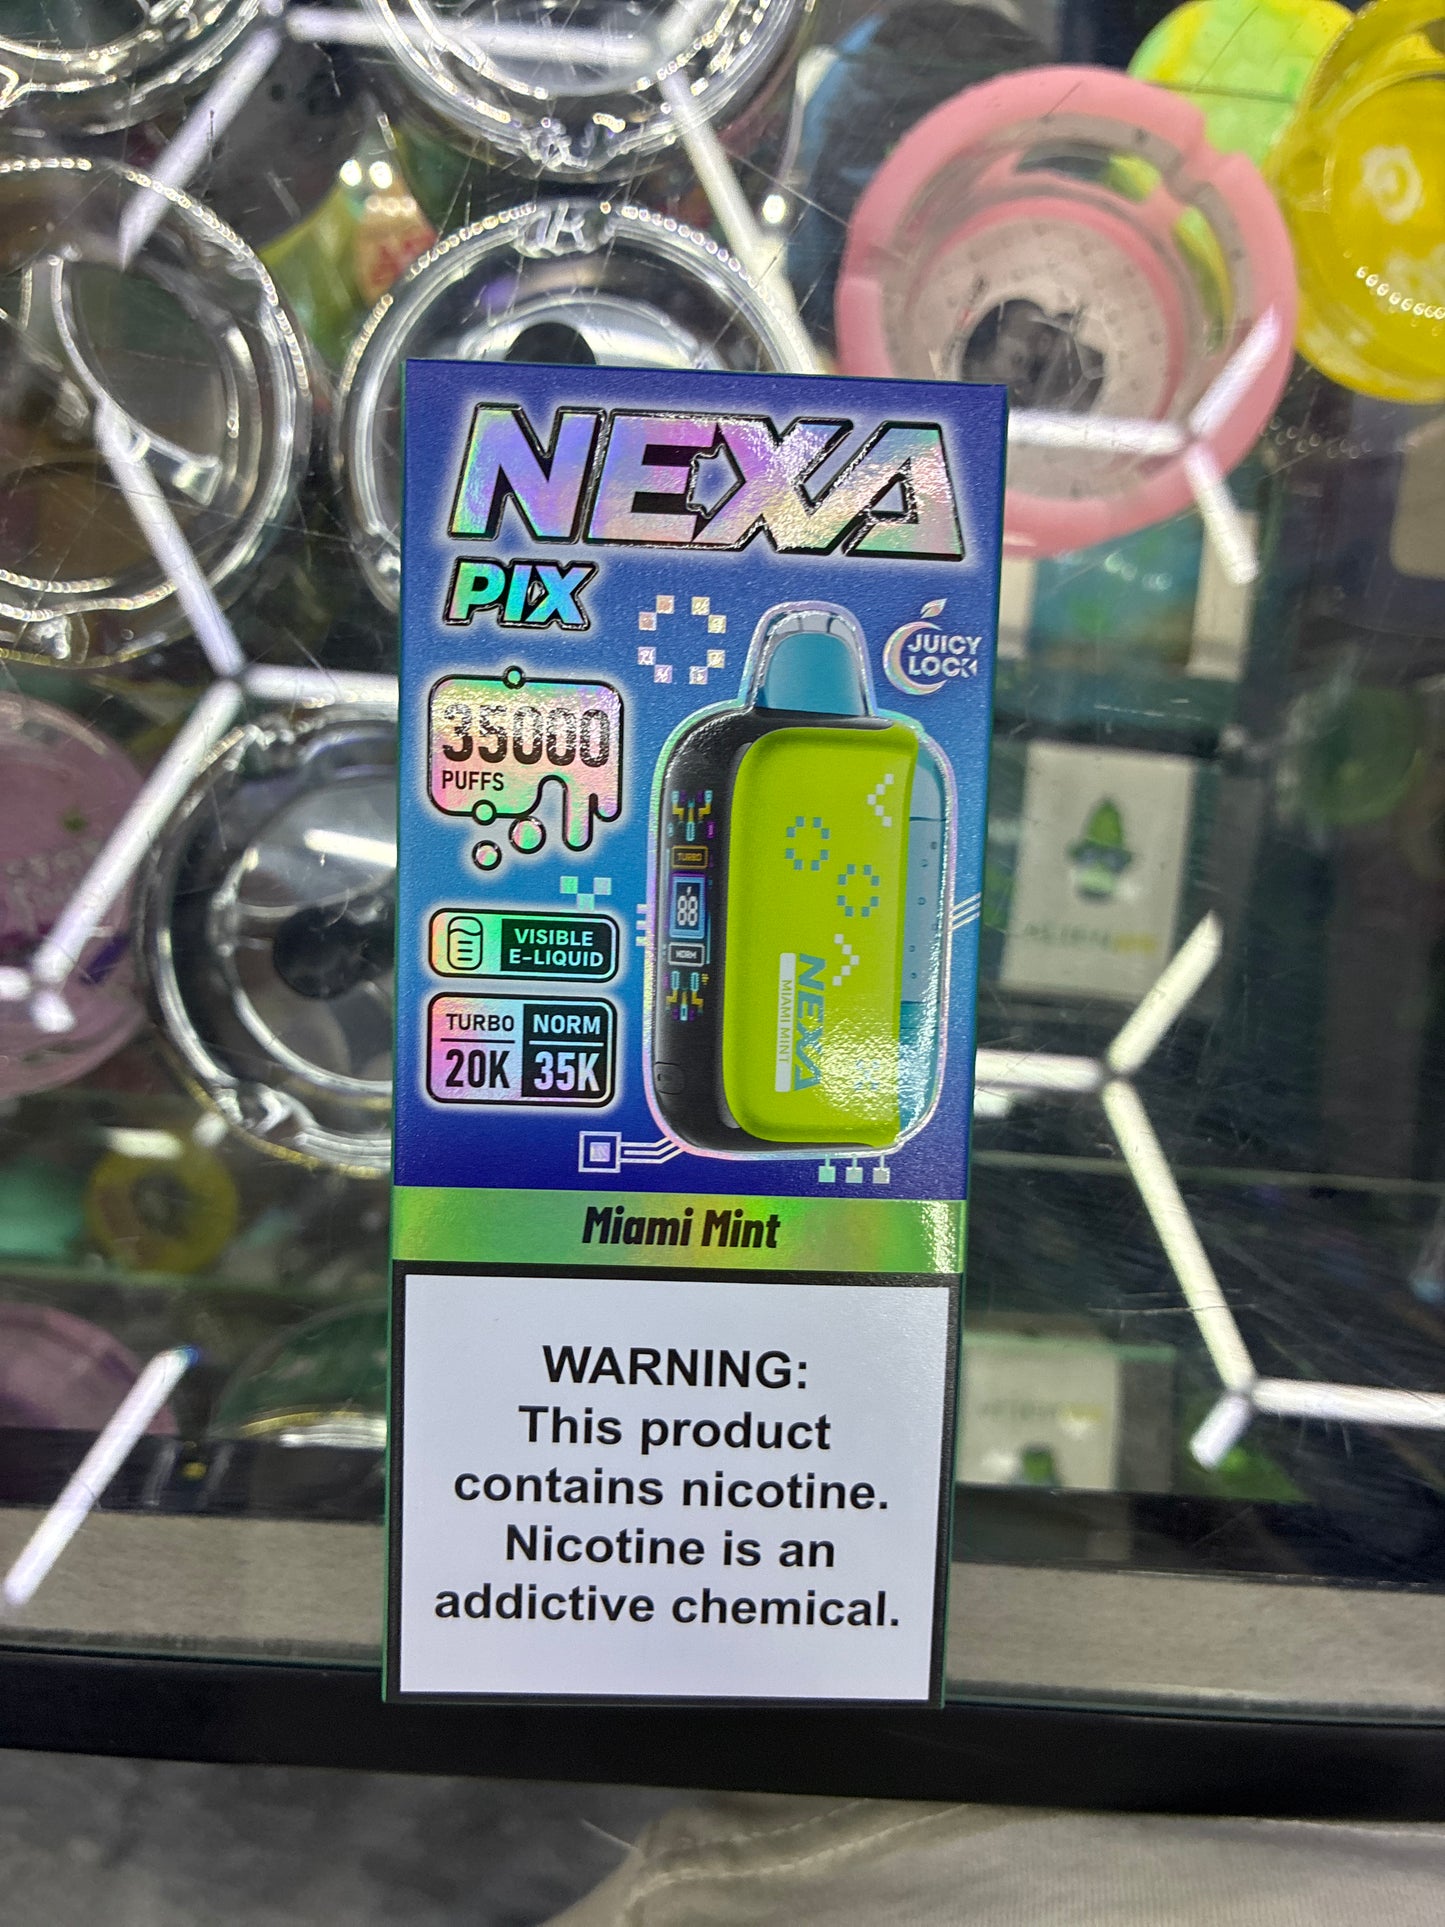 NEXA
PIX
JUICY
LOCK
35000
PUFFS
VISIBLE
E-LIQUID
TURBO
20K
NORM
35K
TURBO
88
NORM
NEXA
MIAMI MINT
Miami Mint
WARNING:
This product
contains nicotine.
Nicotine is an
addictive chemical.